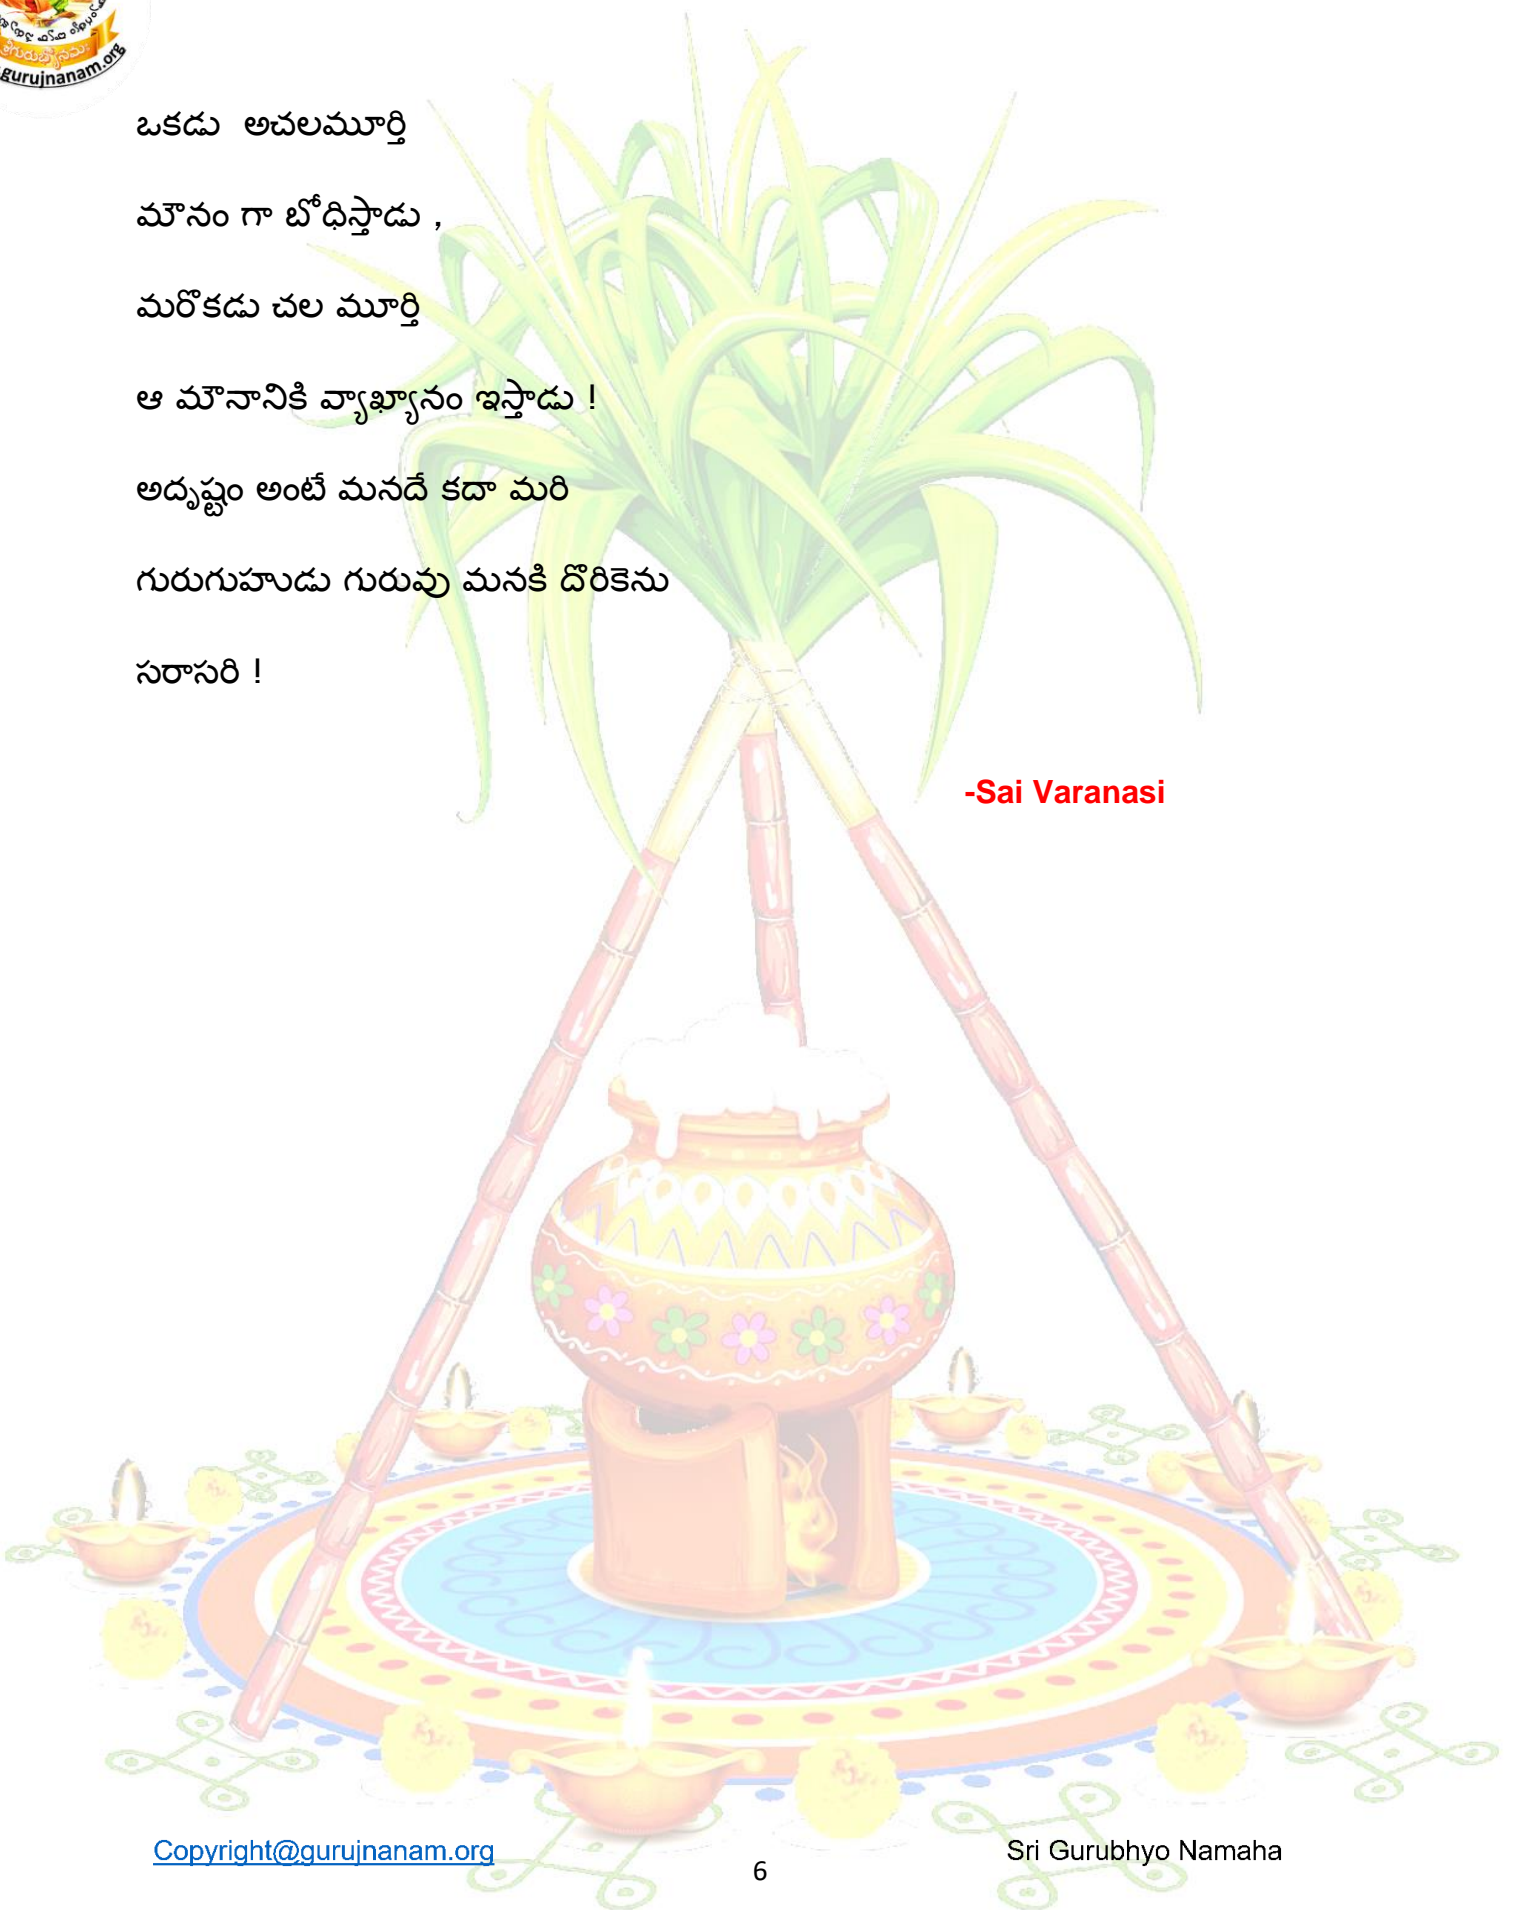 శ్రీగురుభ్యోనమః
gurujnanam.org
ఒకడు  అచలమూర్తి
మౌనం గా బోధిస్తాడు ,
మరొకడు చల మూర్తి
ఆ మౌనానికి వ్యాఖ్యానం ఇస్తాడు !
అదృష్టం అంటే మనదే కదా మరి
గురుగుహుడు గురువు మనకి దొరికెను
సరాసరి !
-Sai Varanasi
Copyright@gurujnanam.org
6
Sri Gurubhyo Namaha